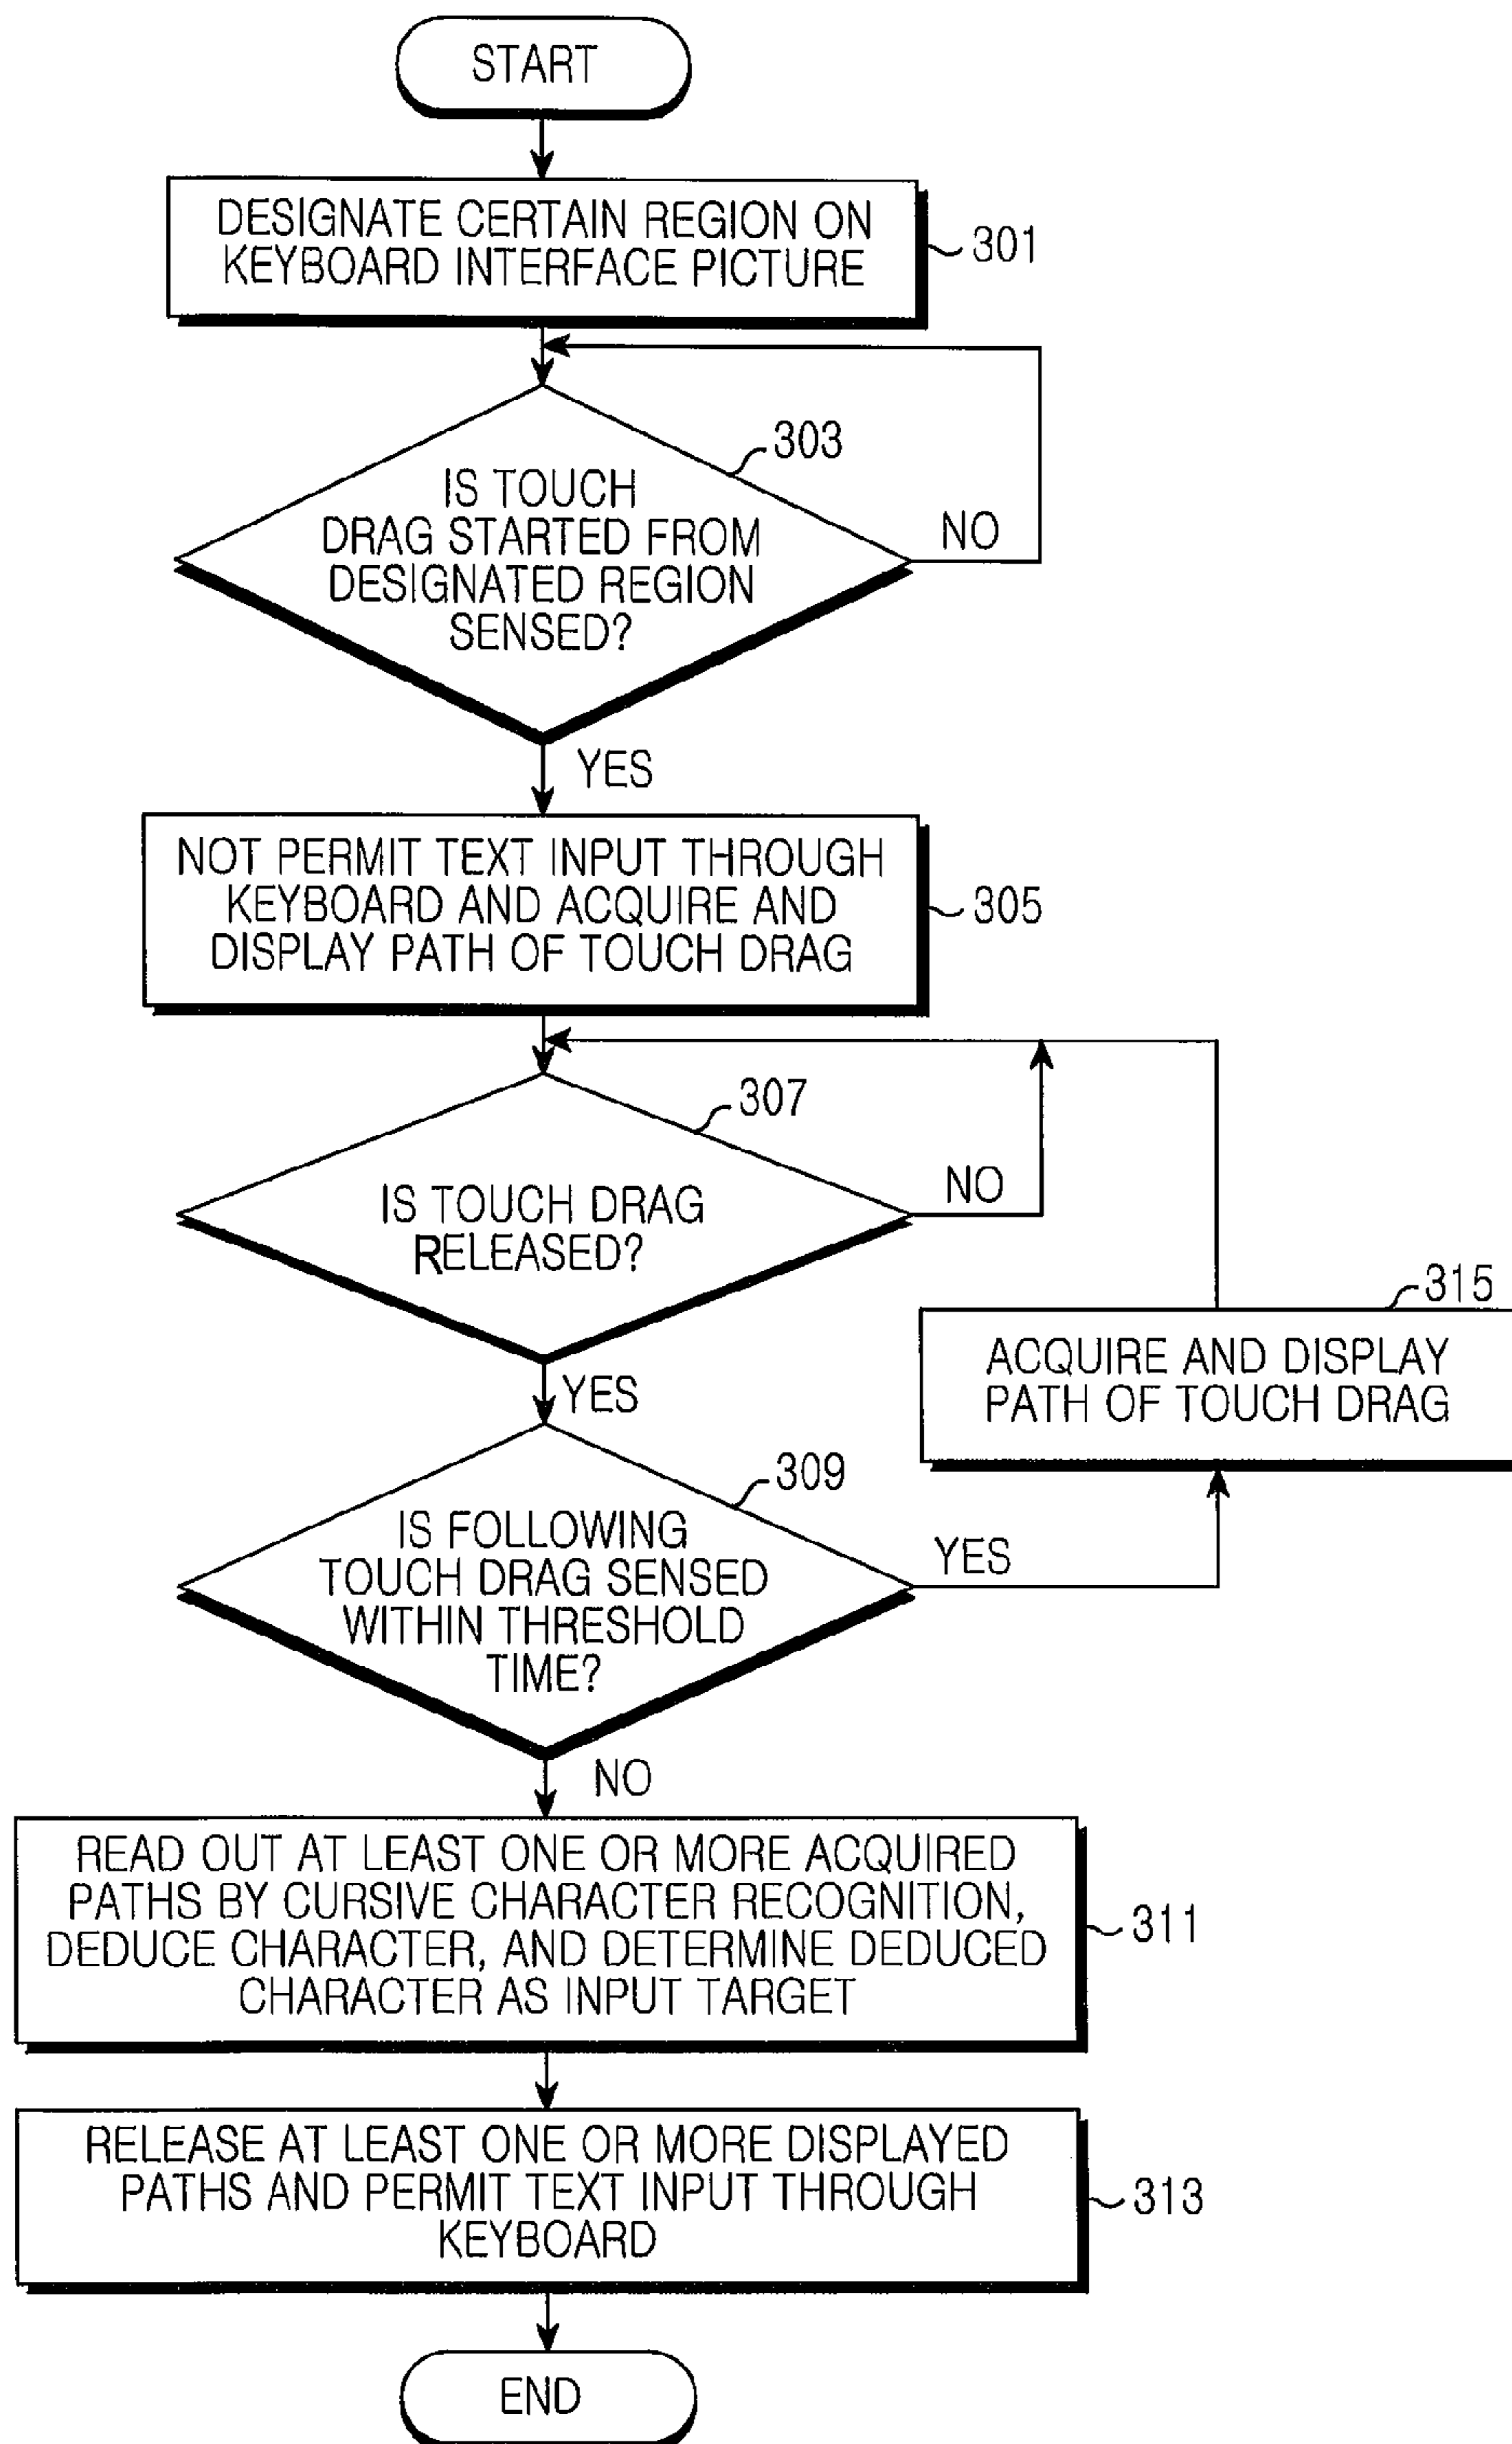 START
DESIGNATE CERTAIN REGION ON
KEYBOARD INTERFACE PICTURE
301
303
IS TOUCH
DRAG STARTED FROM
DESIGNATED REGION
SENSED?
NO
YES
NOT PERMIT TEXT INPUT THROUGH
KEYBOARD AND ACQUIRE AND
DISPLAY PATH OF TOUCH DRAG
305
307
IS TOUCH DRAG
RELEASED?
NO
YES
315
ACQUIRE AND DISPLAY
PATH OF TOUCH DRAG
309
IS FOLLOWING
TOUCH DRAG SENSED
WITHIN THRESHOLD
TIME?
YES
NO
READ OUT AT LEAST ONE OR MORE ACQUIRED
PATHS BY CURSIVE CHARACTER RECOGNITION,
DEDUCE CHARACTER, AND DETERMINE DEDUCED
CHARACTER AS INPUT TARGET
311
RELEASE AT LEAST ONE OR MORE DISPLAYED
PATHS AND PERMIT TEXT INPUT THROUGH
KEYBOARD
313
END